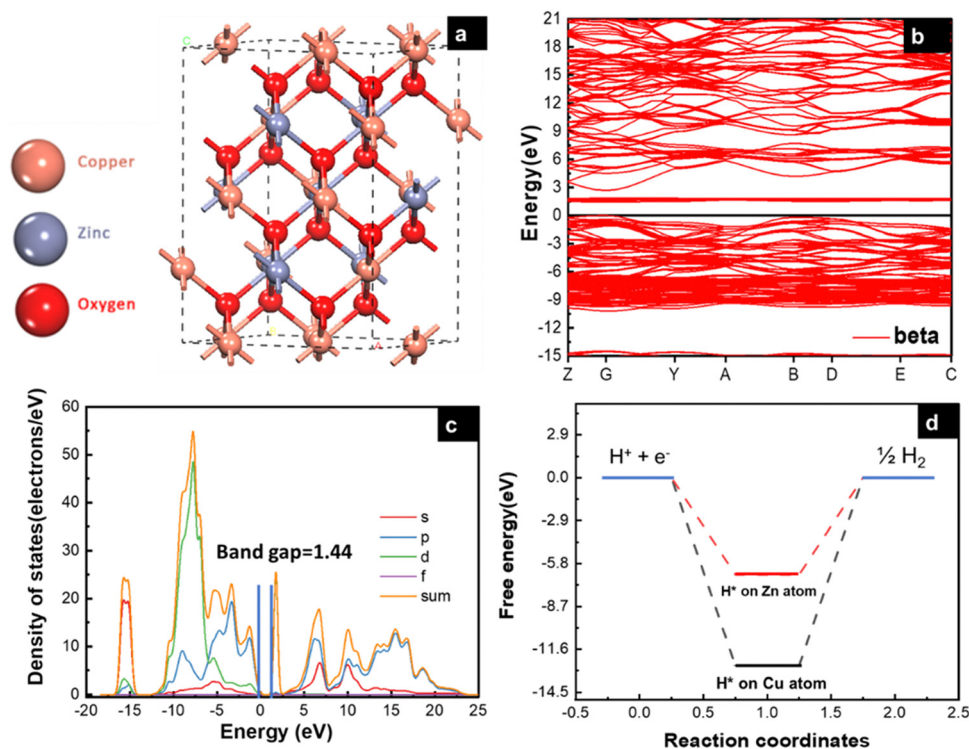 a
C
B
A
Copper
Zinc
Oxygen
b
Energy(eV)
21
18
15
12
9
6
3
0
-3
-6
-9
-12
-15
beta
Z G Y A B D E C
c
Density of states(electrons/eV)
60
50
40
30
20
10
0
Band gap=1.44
s
p
d
f
sum
-20 -15 -10 -5 0 5 10 15 20 25
Energy (eV)
d
Free energy(eV)
2.9
0.0
-2.9
-5.8
-8.7
-11.6
-14.5
H⁺ + e⁻
½ H₂
H* on Zn atom
H* on Cu atom
-0.5 0.0 0.5 1.0 1.5 2.0 2.5
Reaction coordinates